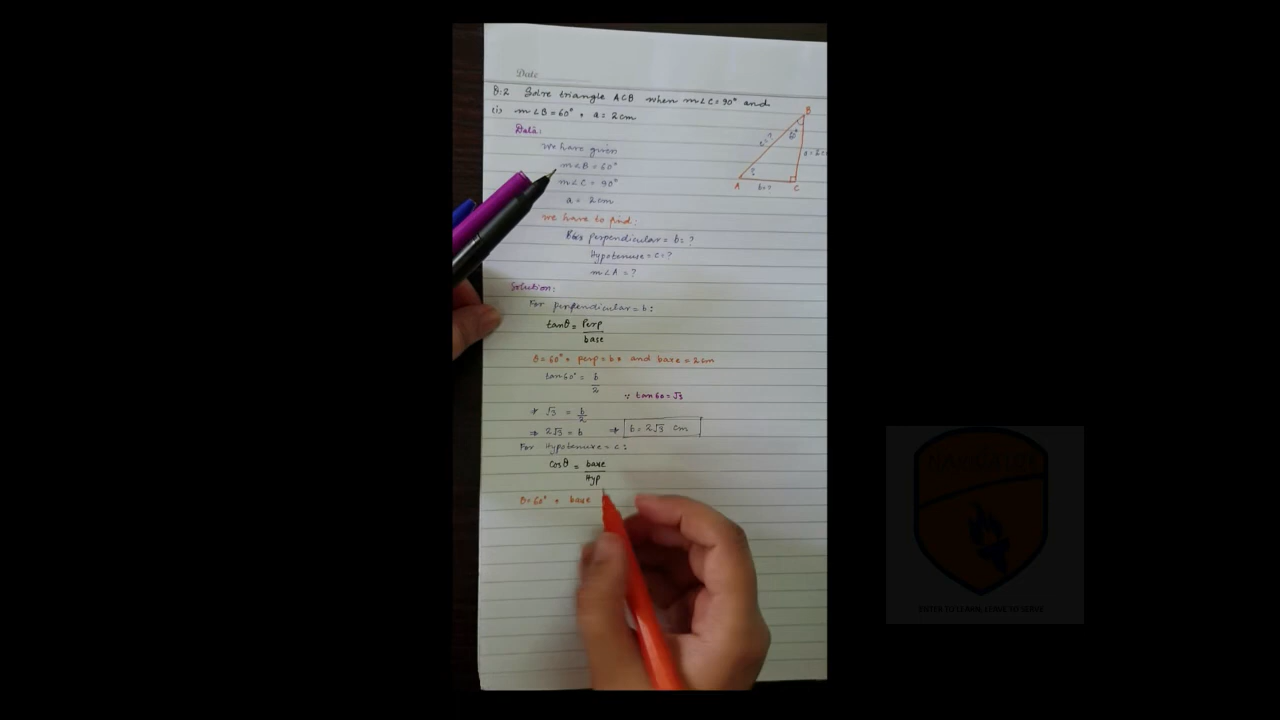 Date
Q.2 Solve triangle ACB when m∠C = 90° and
(i) m∠B = 60° , a = 2cm
Data:
we have given
m∠B = 60°
m∠C = 90°
a = 2cm
we have to find:
perpendicular = b = ?
Hypotenuse = c = ?
m∠A = ?
B
60°
c = ?
a = 2c
?
A
b = ?
C
Solution:
For perpendicular = b :
tanθ = Perp
base
θ = 60° , perp = b , and base = 2cm
tan60° = b
2
∵ tan60 = √3
⇒ √3 = b
2
⇒ 2√3 = b ⇒ b = 2√3 cm
For Hypotenuse = c :
Cosθ = base
Hyp
θ = 60° , base